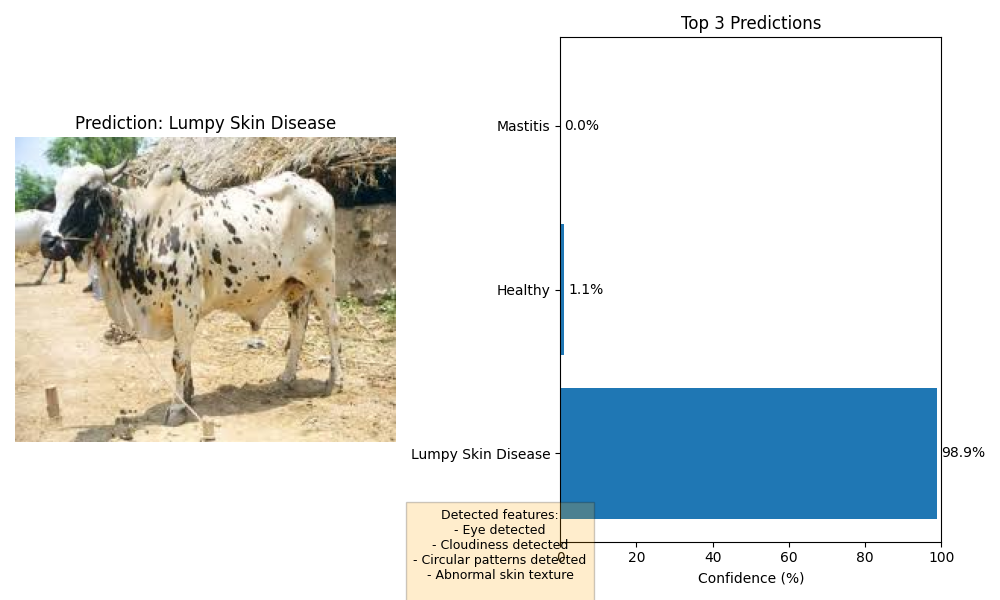 Prediction: Lumpy Skin Disease
Top 3 Predictions
Mastitis
0.0%
Healthy
1.1%
Lumpy Skin Disease
98.9%
0 20 40 60 80 100
Confidence (%)
Detected features:
- Eye detected
- Cloudiness detected
- Circular patterns detected
- Abnormal skin texture